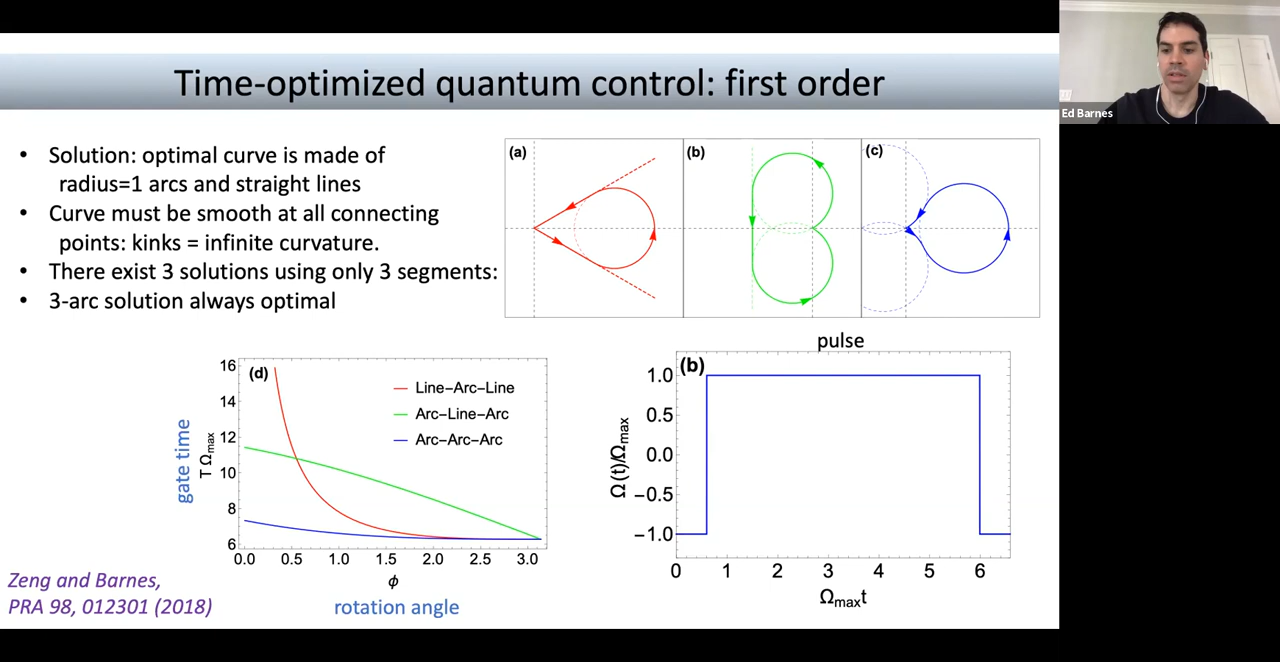 Time-optimized quantum control: first order
Ed Barnes
• Solution: optimal curve is made of
radius=1 arcs and straight lines
• Curve must be smooth at all connecting
points: kinks = infinite curvature.
• There exist 3 solutions using only 3 segments:
• 3-arc solution always optimal
(a)
(b)
(c)
(d)
16
14
12
10
8
6
0.0 0.5 1.0 1.5 2.0 2.5 3.0
Line–Arc–Line
Arc–Line–Arc
Arc–Arc–Arc
gate time
T Ωmax
ϕ
rotation angle
pulse
(b)
1.0
0.5
0.0
−0.5
−1.0
Ω(t)/Ωmax
0 1 2 3 4 5 6
Ωmaxt
Zeng and Barnes,
PRA 98, 012301 (2018)